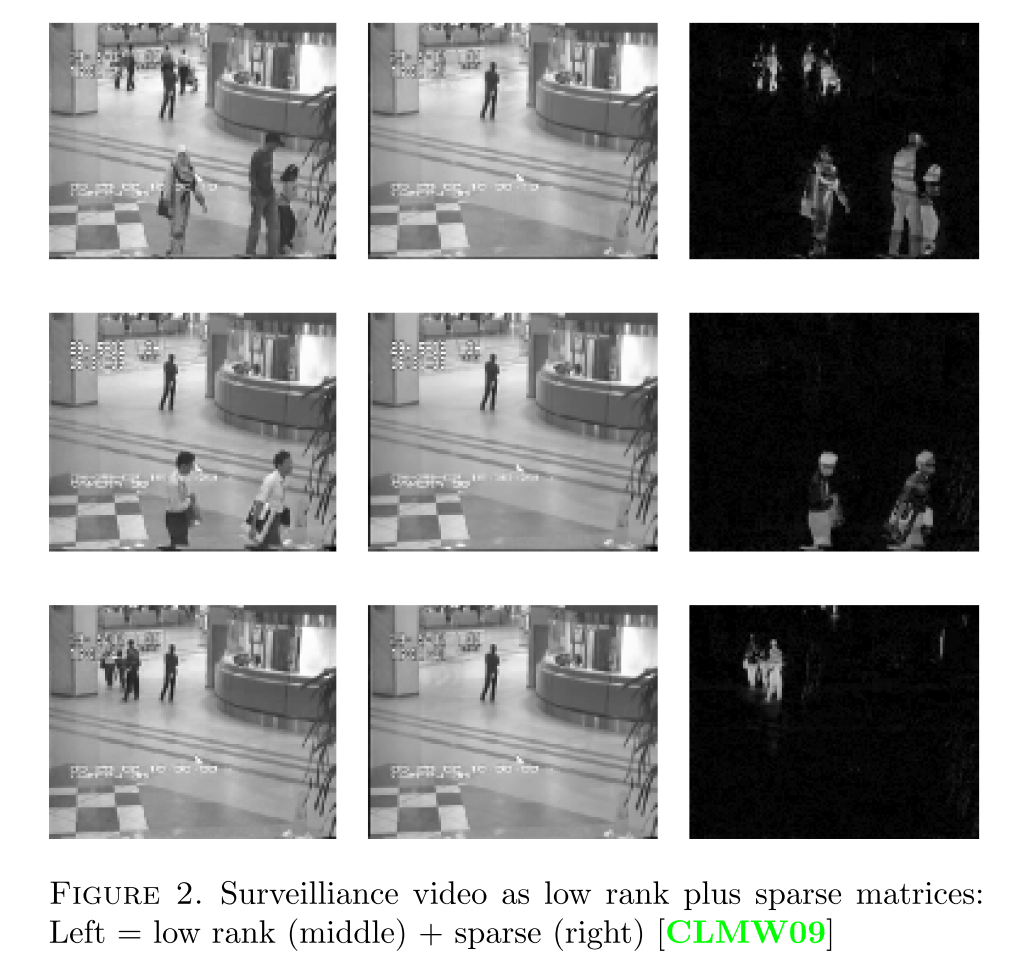 FIGURE 2. Surveilliance video as low rank plus sparse matrices:
Left = low rank (middle) + sparse (right) [CLMW09]